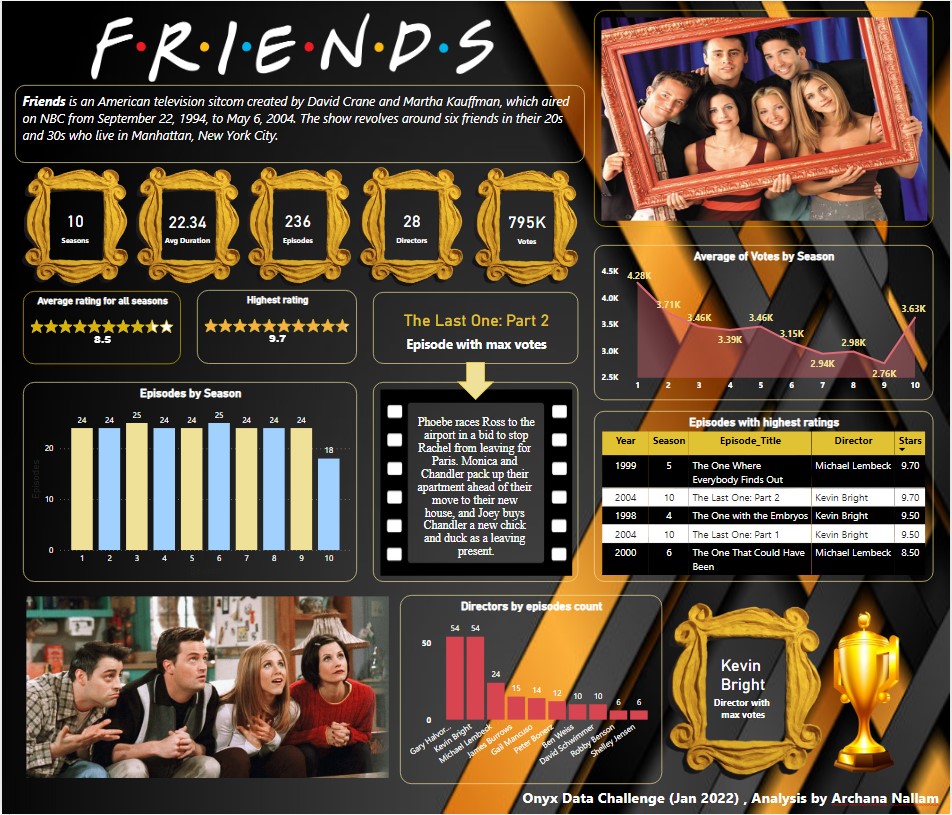 F•R•I•E•N•D•S
Friends is an American television sitcom created by David Crane and Martha Kauffman, which aired
on NBC from September 22, 1994, to May 6, 2004. The show revolves around six friends in their 20s
and 30s who live in Manhattan, New York City.
10
Seasons
22.34
Avg Duration
236
Episodes
28
Directors
795K
Votes
Average rating for all seasons
8.5
Highest rating
9.7
The Last One: Part 2
Episode with max votes
Average of Votes by Season
4.5K
4.0K
3.5K
3.0K
2.5K
4.28K
3.71K
3.46K
3.39K
3.46K
3.15K
2.94K
2.98K
2.76K
3.63K
1 2 3 4 5 6 7 8 9 10
Episodes by Season
Episodes
20
10
0
24 24 25 24 24 25 24 24 24 18
1 2 3 4 5 6 7 8 9 10
Phoebe races Ross to the
airport in a bid to stop
Rachel from leaving for
Paris. Monica and
Chandler pack up their
apartment ahead of their
move to their new
house, and Joey buys
Chandler a new chick
and duck as a leaving
present.
Episodes with highest ratings
Year Season Episode_Title Director Stars
1999 5 The One Where Michael Lembeck 9.70
Everybody Finds Out
2004 10 The Last One: Part 2 Kevin Bright 9.70
1998 4 The One with the Embryos Kevin Bright 9.50
2004 10 The Last One: Part 1 Kevin Bright 9.50
2000 6 The One That Could Have Michael Lembeck 8.50
Been
Directors by episodes count
50
0
54 54 24 15 14 12 10 10 6 6
Gary Halvor...
Kevin Bright
Michael Lembeck
James Burrows
Gail Mancuso
Peter Bonerz
Ben Weiss
David Schwimmer
Robby Benson
Shelley Jensen
Kevin
Bright
Director with
max votes
Onyx Data Challenge (Jan 2022) , Analysis by Archana Nallam